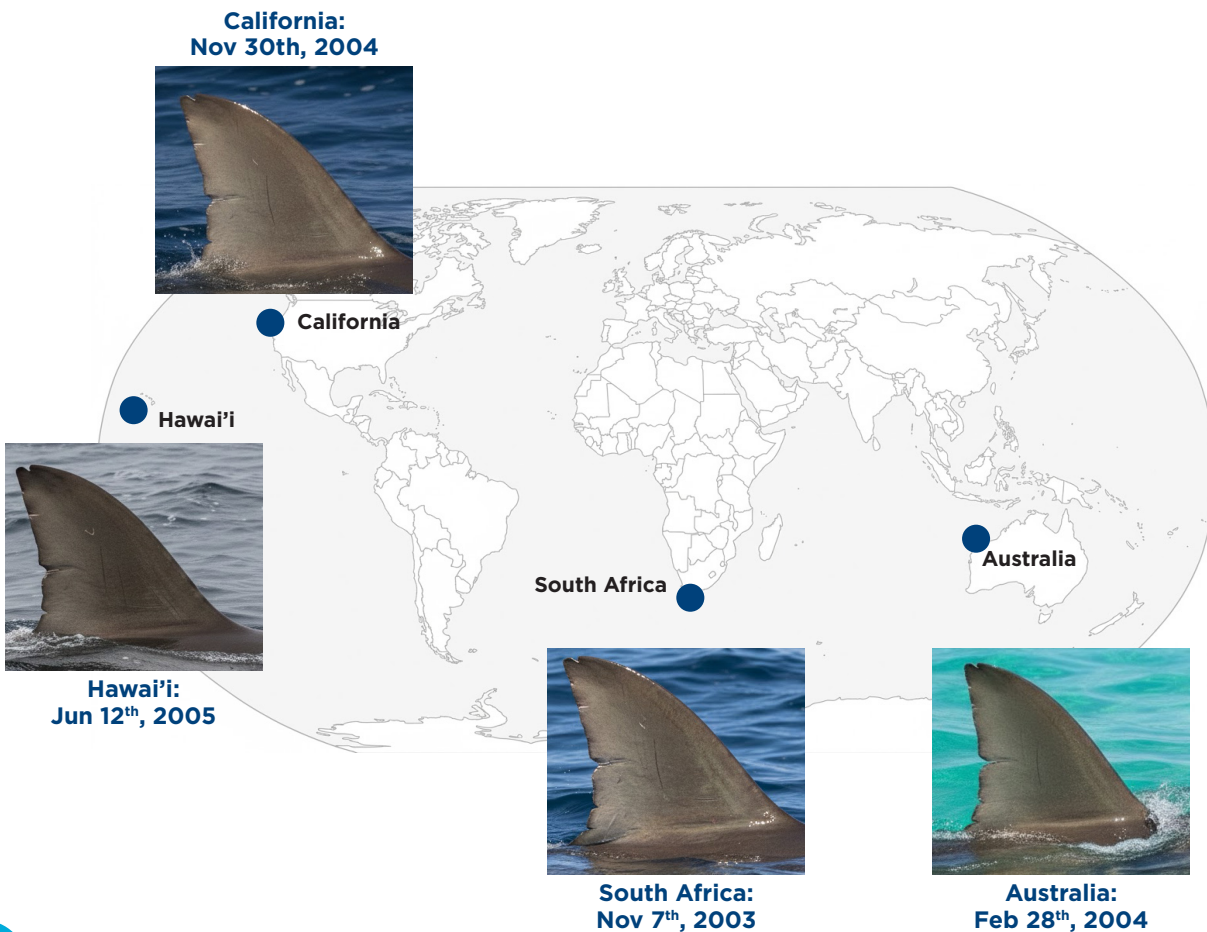 California:
Nov 30th, 2004
California
Hawai’i
Australia
South Africa
Hawai’i:
Jun 12th, 2005
South Africa:
Nov 7th, 2003
Australia:
Feb 28th, 2004